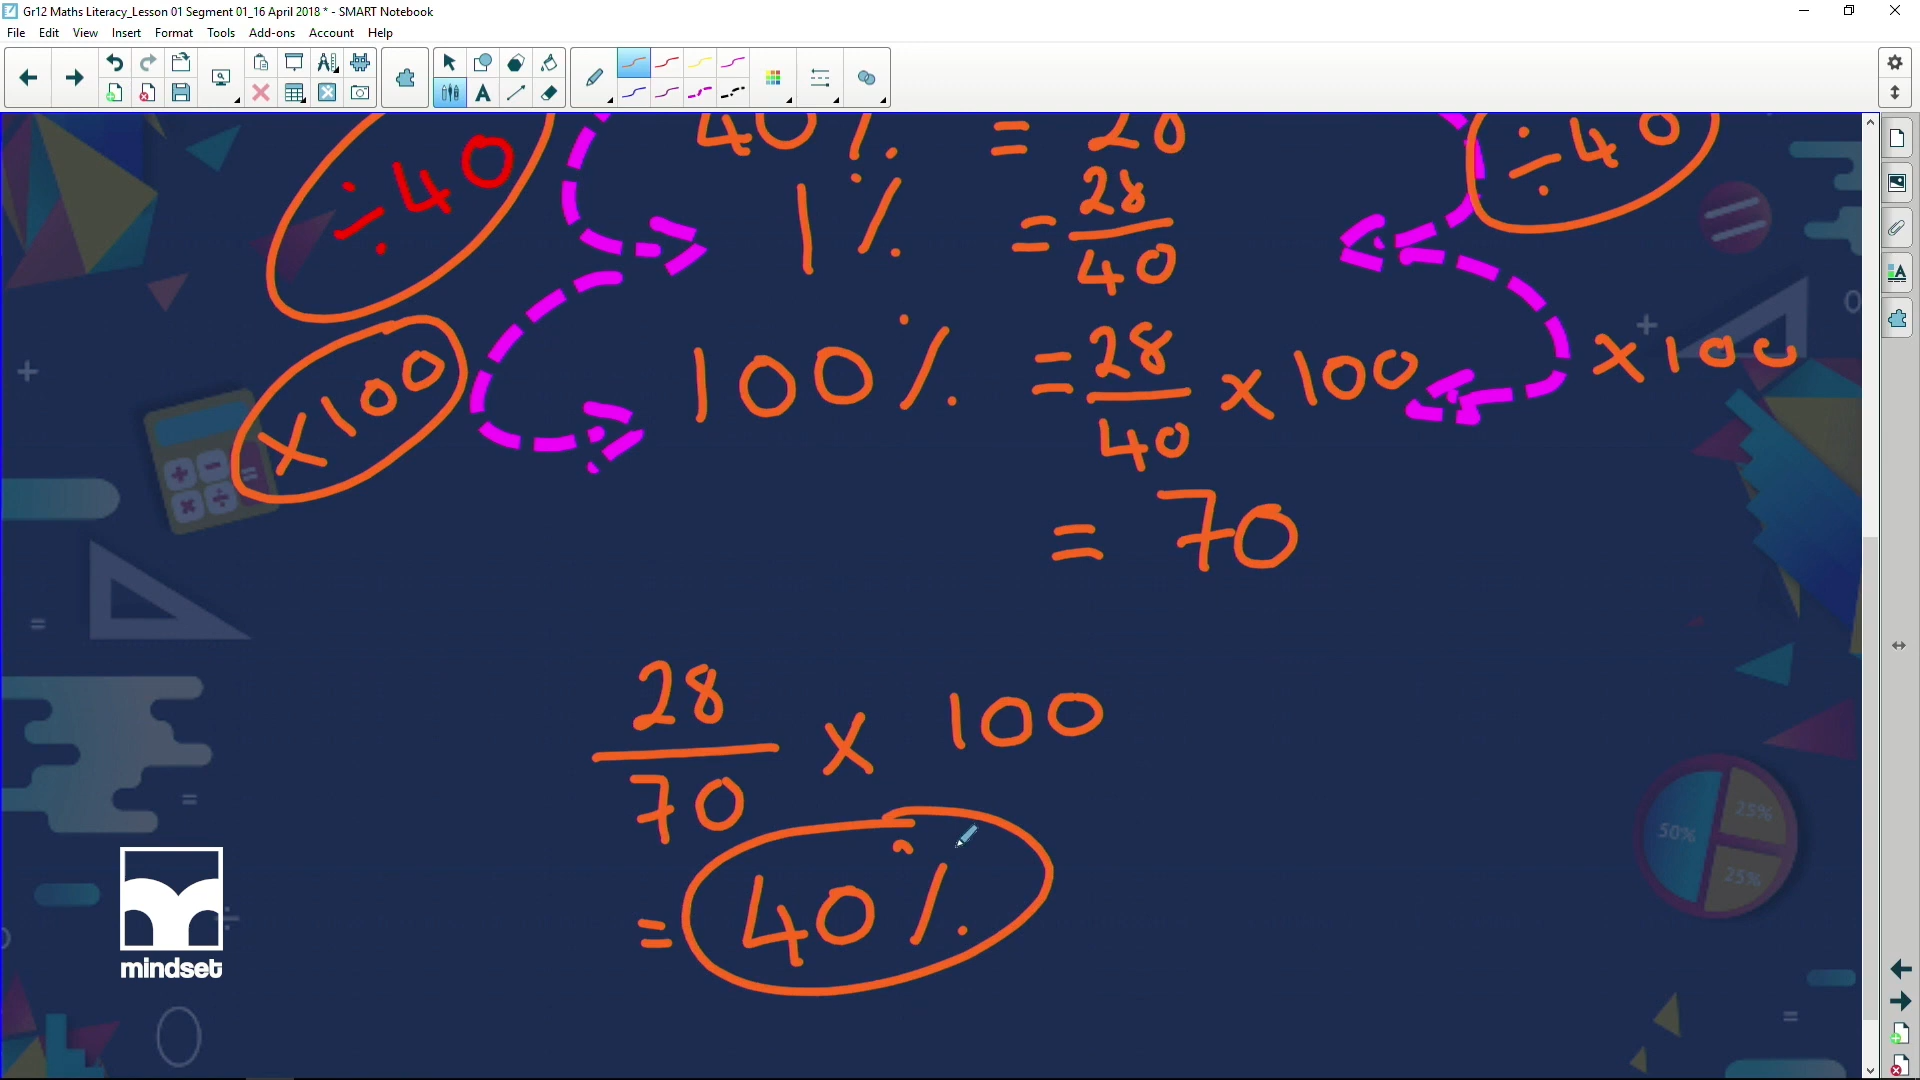 Gr12 Maths Literacy_Lesson 01 Segment 01_16 April 2018 * - SMART Notebook
File Edit View Insert Format Tools Add-ons Account Help
÷40 40% = 28 ÷40
1% = 28/40
×100 100% = 28/40 × 100 ×100
= 70
28/70 × 100
= 40%
50% 25%
25%
mindset